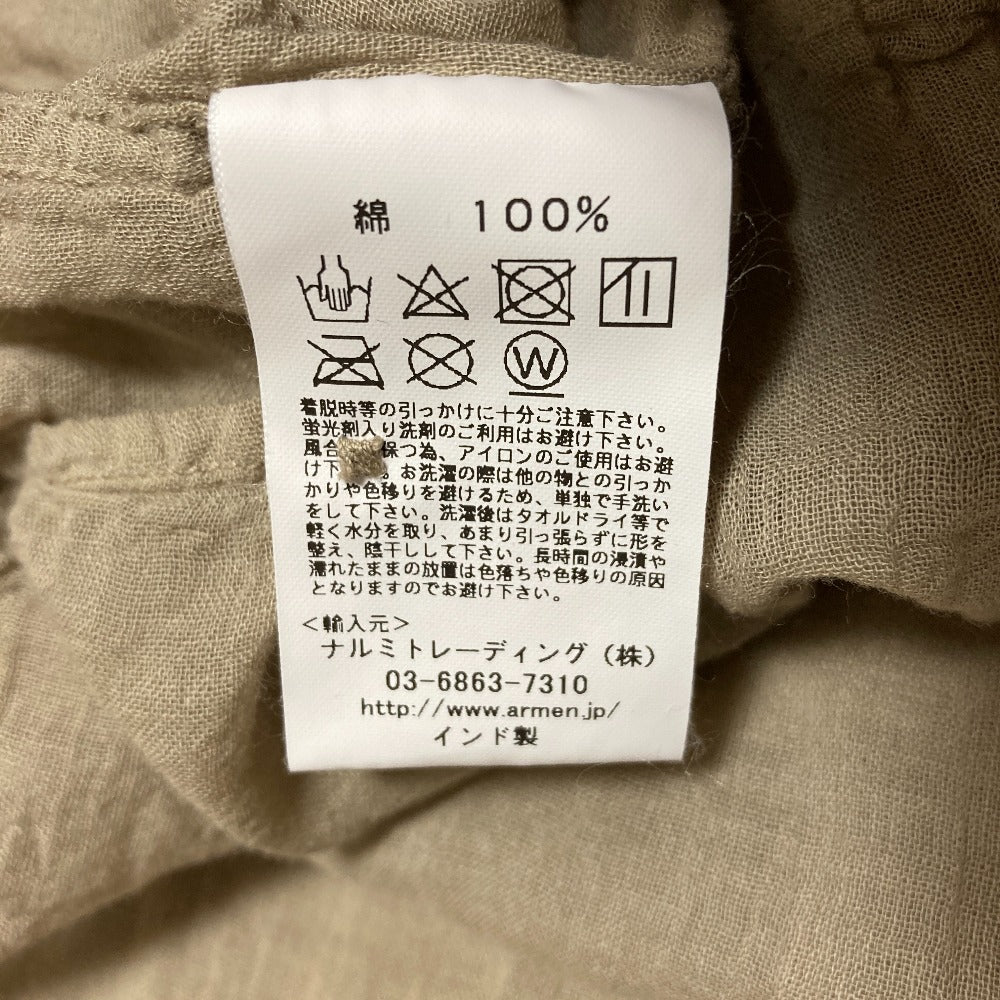 綿 100%
W
着脱時等の引っかけに十分ご注意下さい。
蛍光剤入り洗剤のご利用はお避け下さい。
風合 保つ為、アイロンのご使用はお避
け下 。お洗濯の際は他の物との引っか
かりや色移りを避けるため、単独で手洗い
をして下さい。洗濯後はタオルドライ等で
軽く水分を取り、あまり引っ張らずに形を
整え、陰干しして下さい。長時間の浸漬や
濡れたままの放置は色落ちや色移りの原因
となりますのでお避け下さい。
<輸入元>
ナルミトレーディング(株)
03-6863-7310
http://www.armen.jp/
インド製